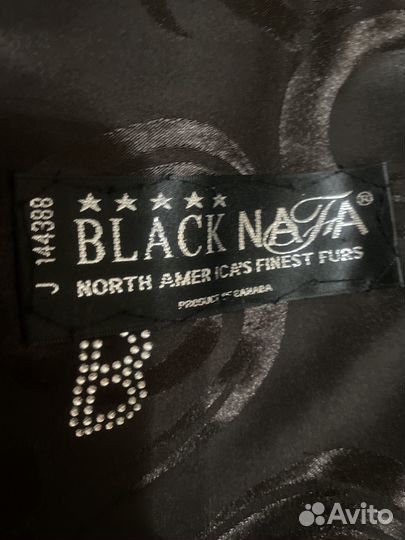 J 144388
★★★★★
BLACK NAFA®
NORTH AMERICA'S FINEST FURS
PRODUCT OF CANADA
B
Avito